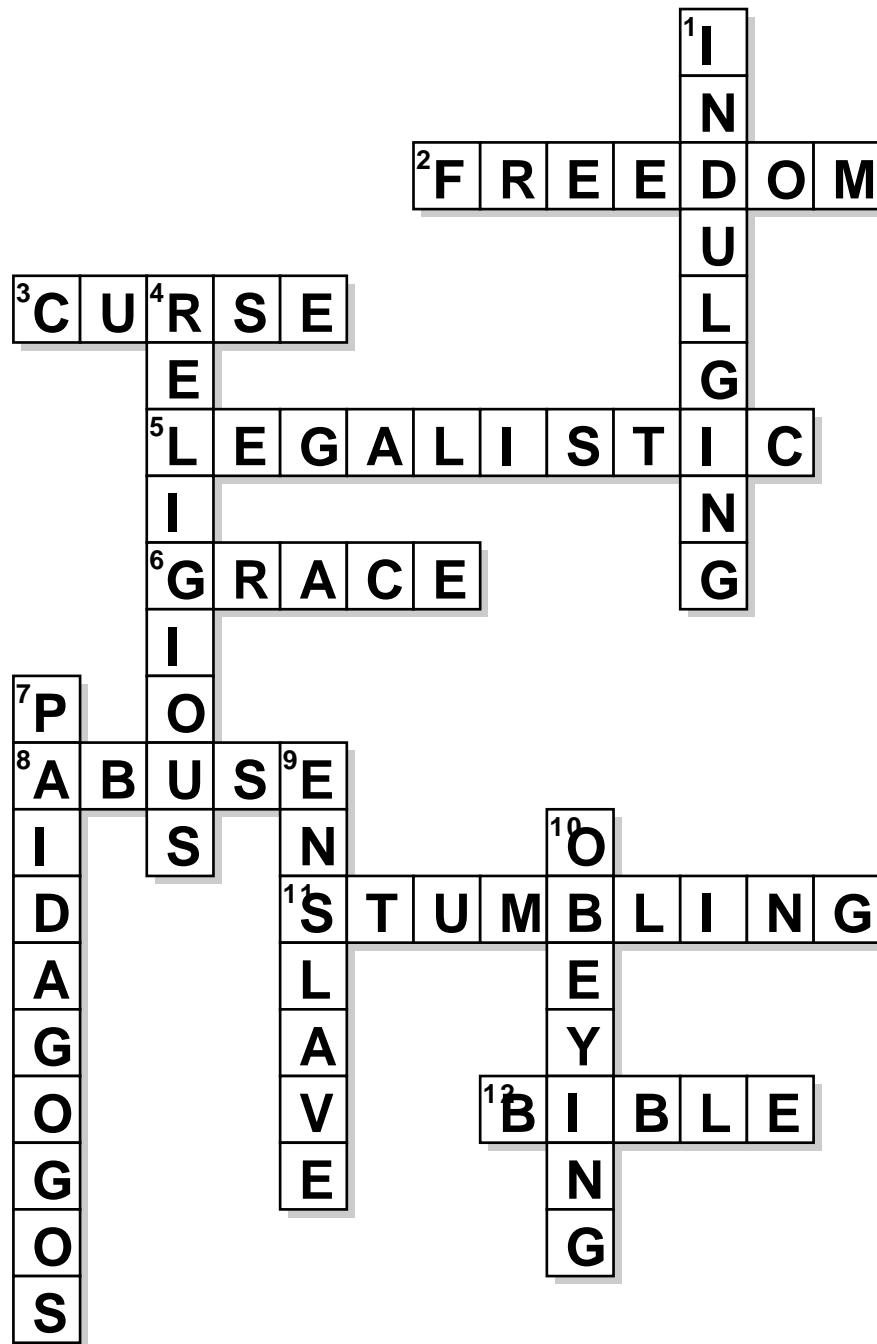 1 I
N
2 F R E E D O M
U
3 C U 4 R S E L
E G
5 L E G A L I S T I C
I N
6 G R A C E G
I
7 P O
8 A B U S 9 E
I S N 10 O
D 11 S T U M B L I N G
A L E
G A Y
O V 12 B I B L E
G E N
O G
S